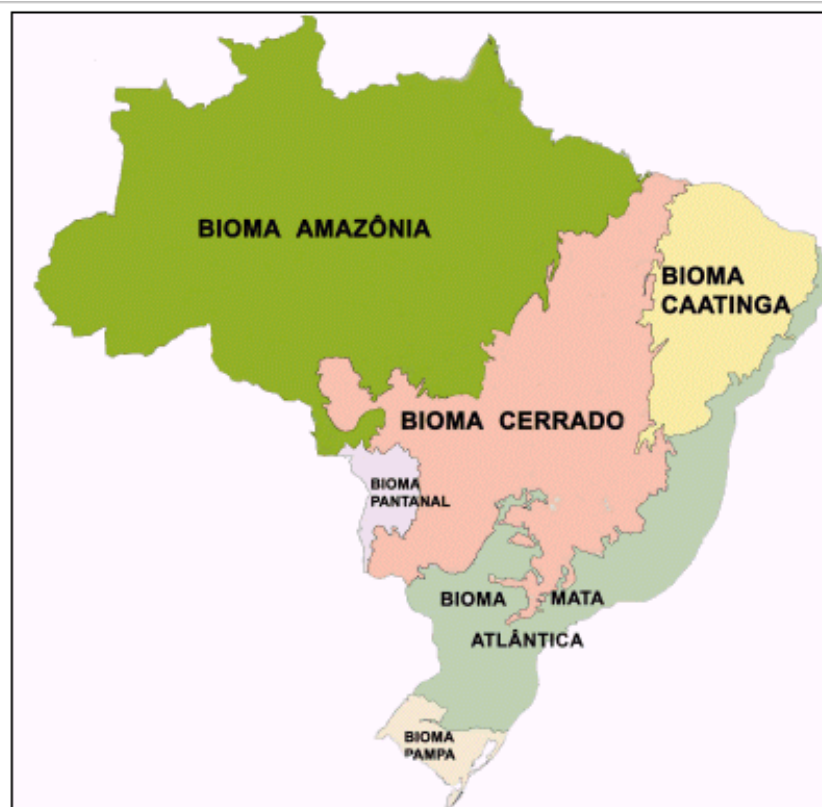 BIOMA AMAZÔNIA
BIOMA
CAATINGA
BIOMA CERRADO
BIOMA
PANTANAL
BIOMA MATA
ATLÂNTICA
BIOMA
PAMPA